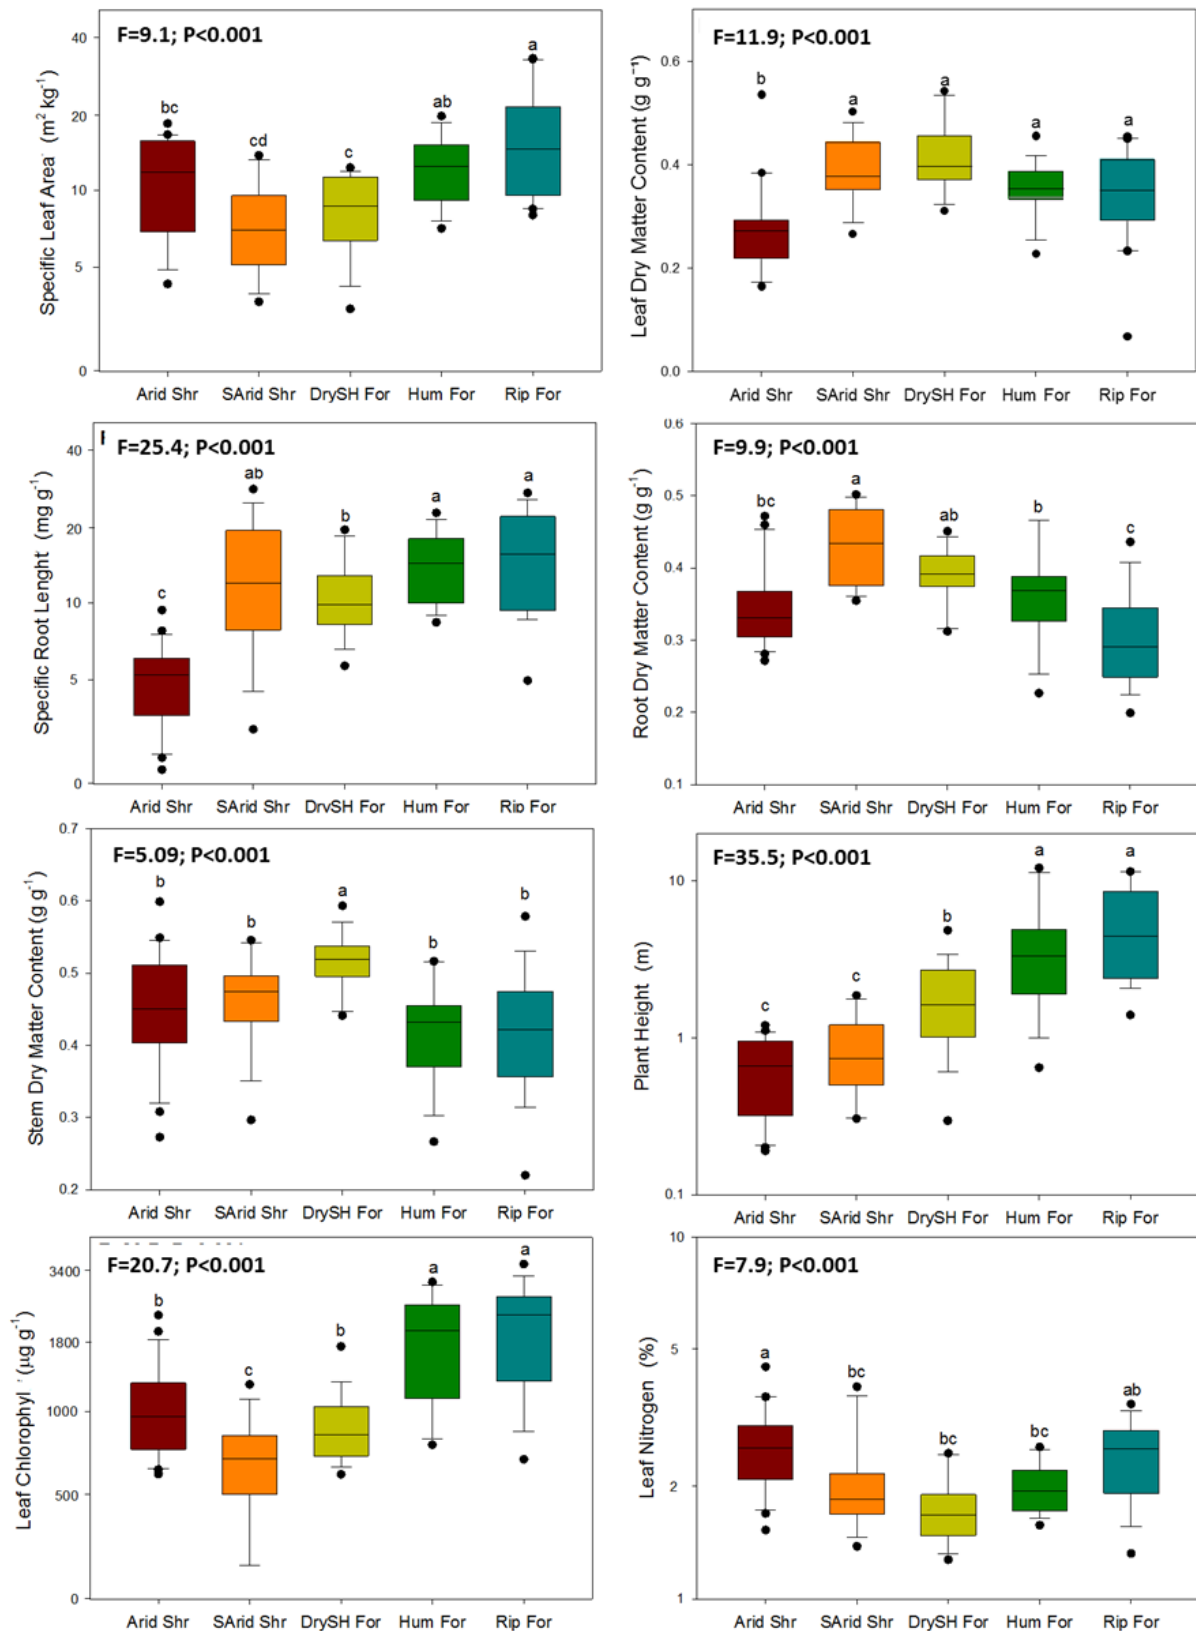 F=9.1; P<0.001
Specific Leaf Area (m² kg⁻¹)
40
20
10
5
0
bc
cd
c
ab
a
Arid Shr
SArid Shr
DrySH For
Hum For
Rip For
F=11.9; P<0.001
Leaf Dry Matter Content (g g⁻¹)
0.6
0.4
0.2
0.0
b
a
a
a
a
Arid Shr
SArid Shr
DrySH For
Hum For
Rip For
F=25.4; P<0.001
Specific Root Lenght (mg g⁻¹)
40
20
10
5
0
c
ab
b
a
a
Arid Shr
SArid Shr
DrySH For
Hum For
Rip For
F=9.9; P<0.001
Root Dry Matter Content (g g⁻¹)
0.6
0.5
0.4
0.3
0.2
0.1
bc
a
ab
b
c
Arid Shr
SArid Shr
DrySH For
Hum For
Rip For
F=5.09; P<0.001
Stem Dry Matter Content (g g⁻¹)
0.7
0.6
0.5
0.4
0.3
0.2
b
b
a
b
b
Arid Shr
SArid Shr
DrySH For
Hum For
Rip For
F=35.5; P<0.001
Plant Height (m)
10
1
0.1
c
c
b
a
a
Arid Shr
SArid Shr
DrySH For
Hum For
Rip For
F=20.7; P<0.001
Leaf Chlorophyl (µg g⁻¹)
3400
1800
1000
500
0
b
c
b
a
a
Arid Shr
SArid Shr
DrySH For
Hum For
Rip For
F=7.9; P<0.001
Leaf Nitrogen (%)
10
5
2
1
a
bc
bc
bc
ab
Arid Shr
SArid Shr
DrySH For
Hum For
Rip For